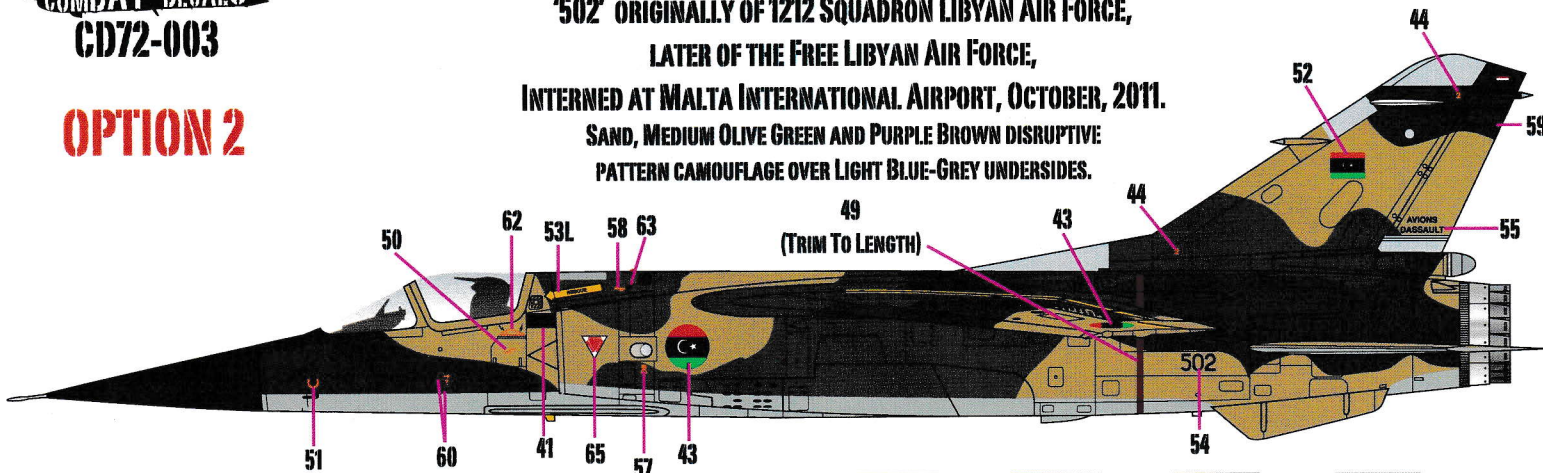 COMBAT DECALS
CD72-003
OPTION 2
'502' ORIGINALLY OF 1212 SQUADRON LIBYAN AIR FORCE,
LATER OF THE FREE LIBYAN AIR FORCE,
INTERNED AT MALTA INTERNATIONAL AIRPORT, OCTOBER, 2011.
SAND, MEDIUM OLIVE GREEN AND PURPLE BROWN DISRUPTIVE
PATTERN CAMOUFLAGE OVER LIGHT BLUE-GREY UNDERSIDES.
44
52
59
44
49
(TRIM TO LENGTH)
43
62
53L
58
63
50
AVIONS
DASSAULT
55
RESCUE
502
51
60
41
65
57
43
54